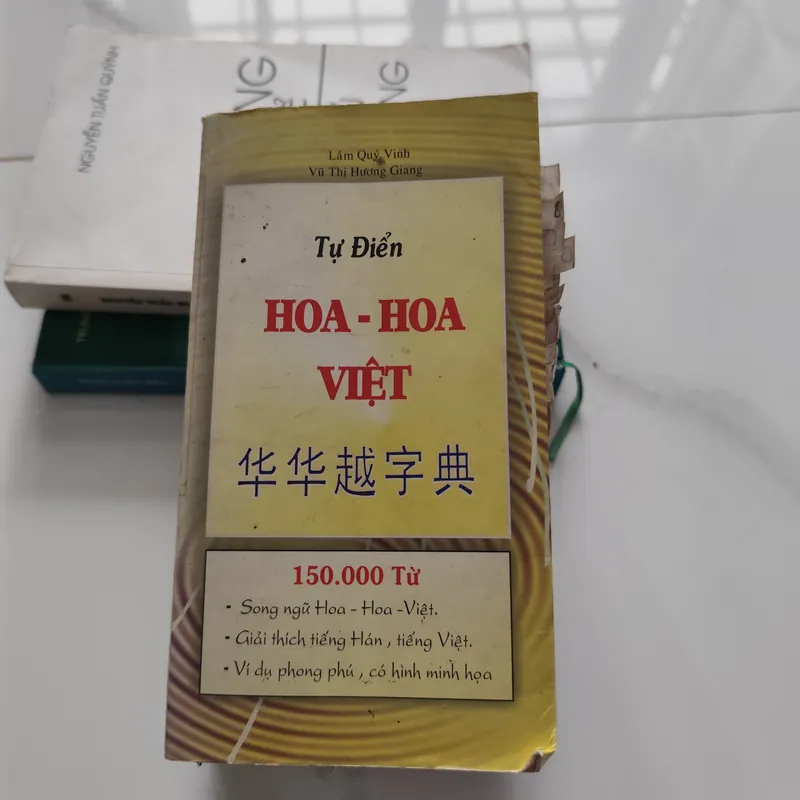 Lâm Quý Vinh
Vũ Thị Hương Giang
Tự Điển
HOA - HOA
VIỆT
华华越字典
150.000 Từ
- Song ngữ Hoa - Hoa -Việt.
- Giải thích tiếng Hán , tiếng Việt.
- Ví dụ phong phú , có hình minh họa
NGUYỄN TUẤN QUỲNH